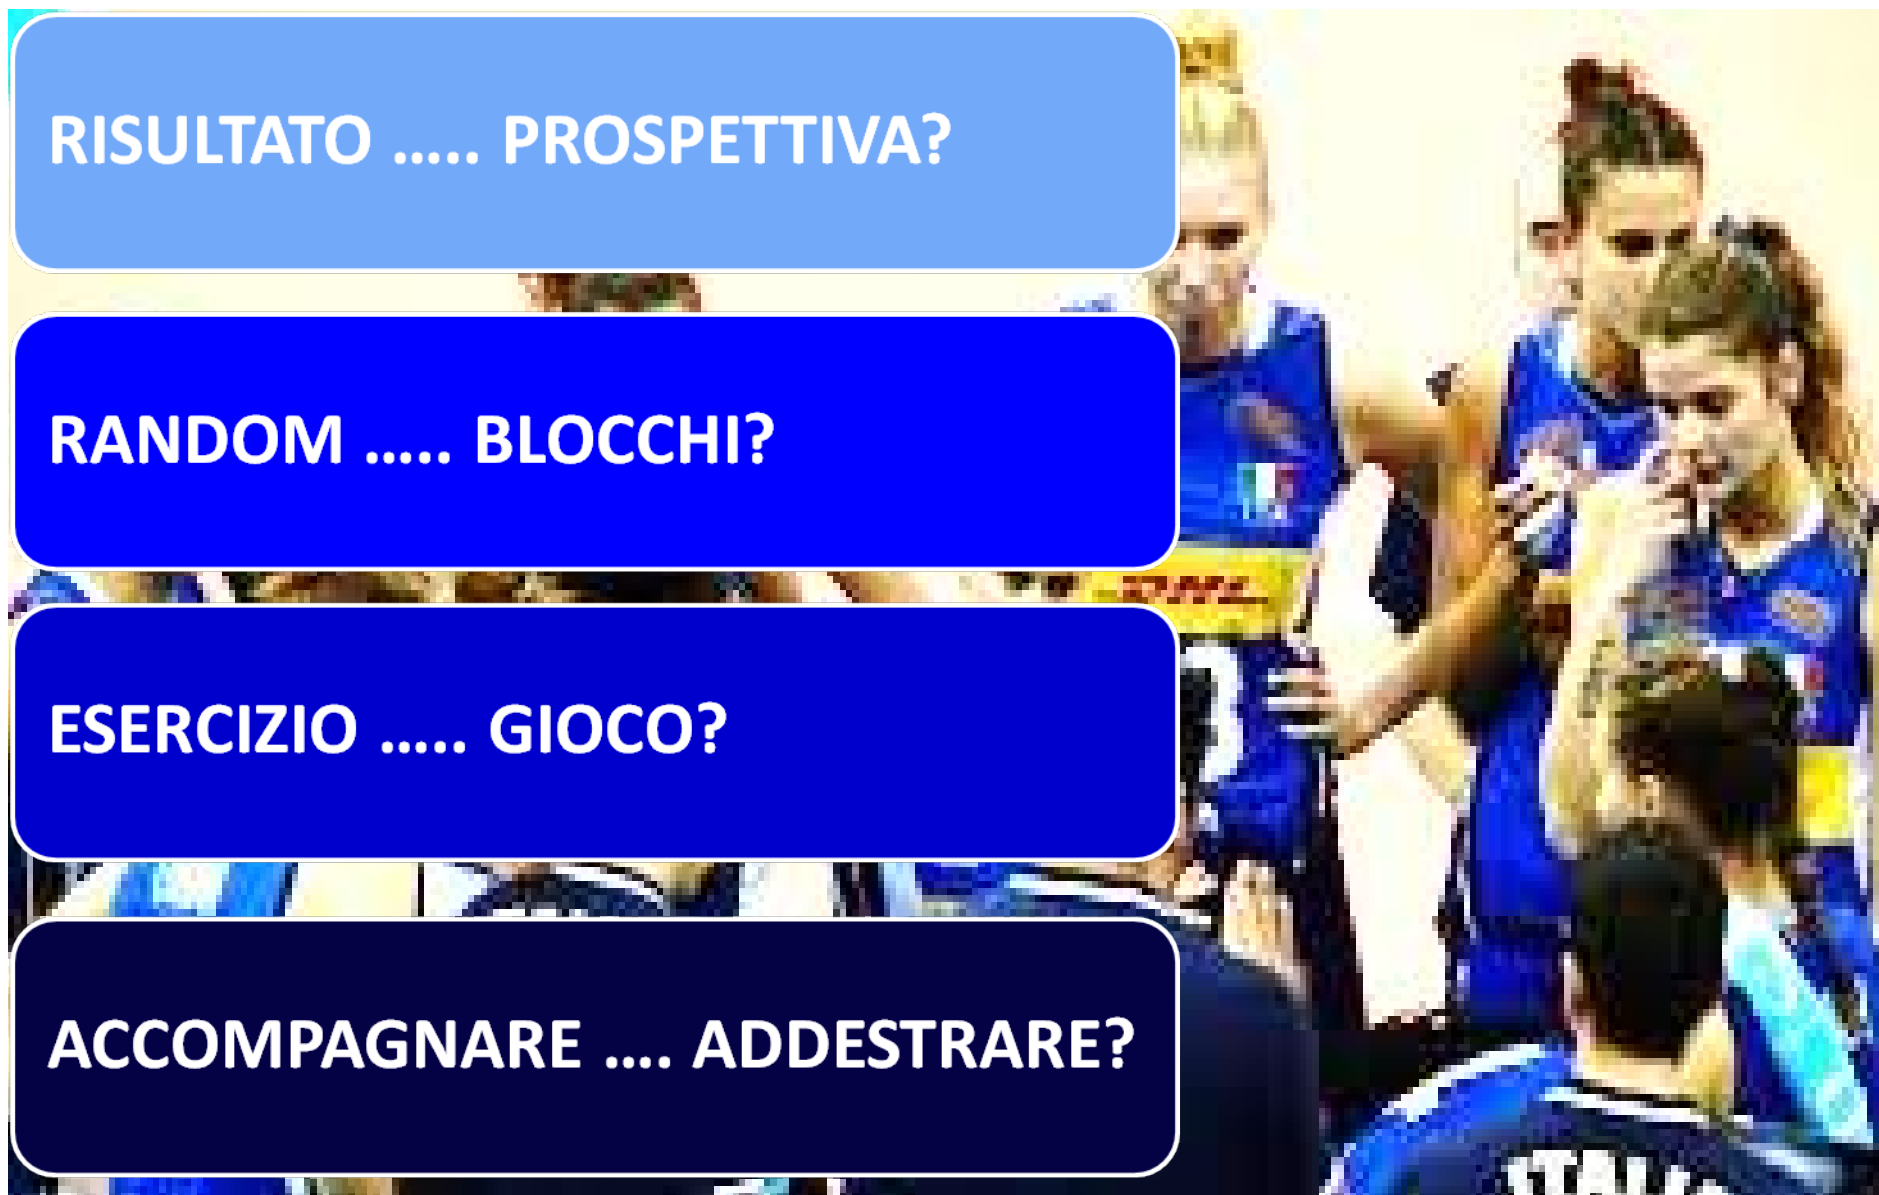 RISULTATO ..... PROSPETTIVA?
RANDOM ..... BLOCCHI?
ESERCIZIO ..... GIOCO?
ACCOMPAGNARE .... ADDESTRARE?